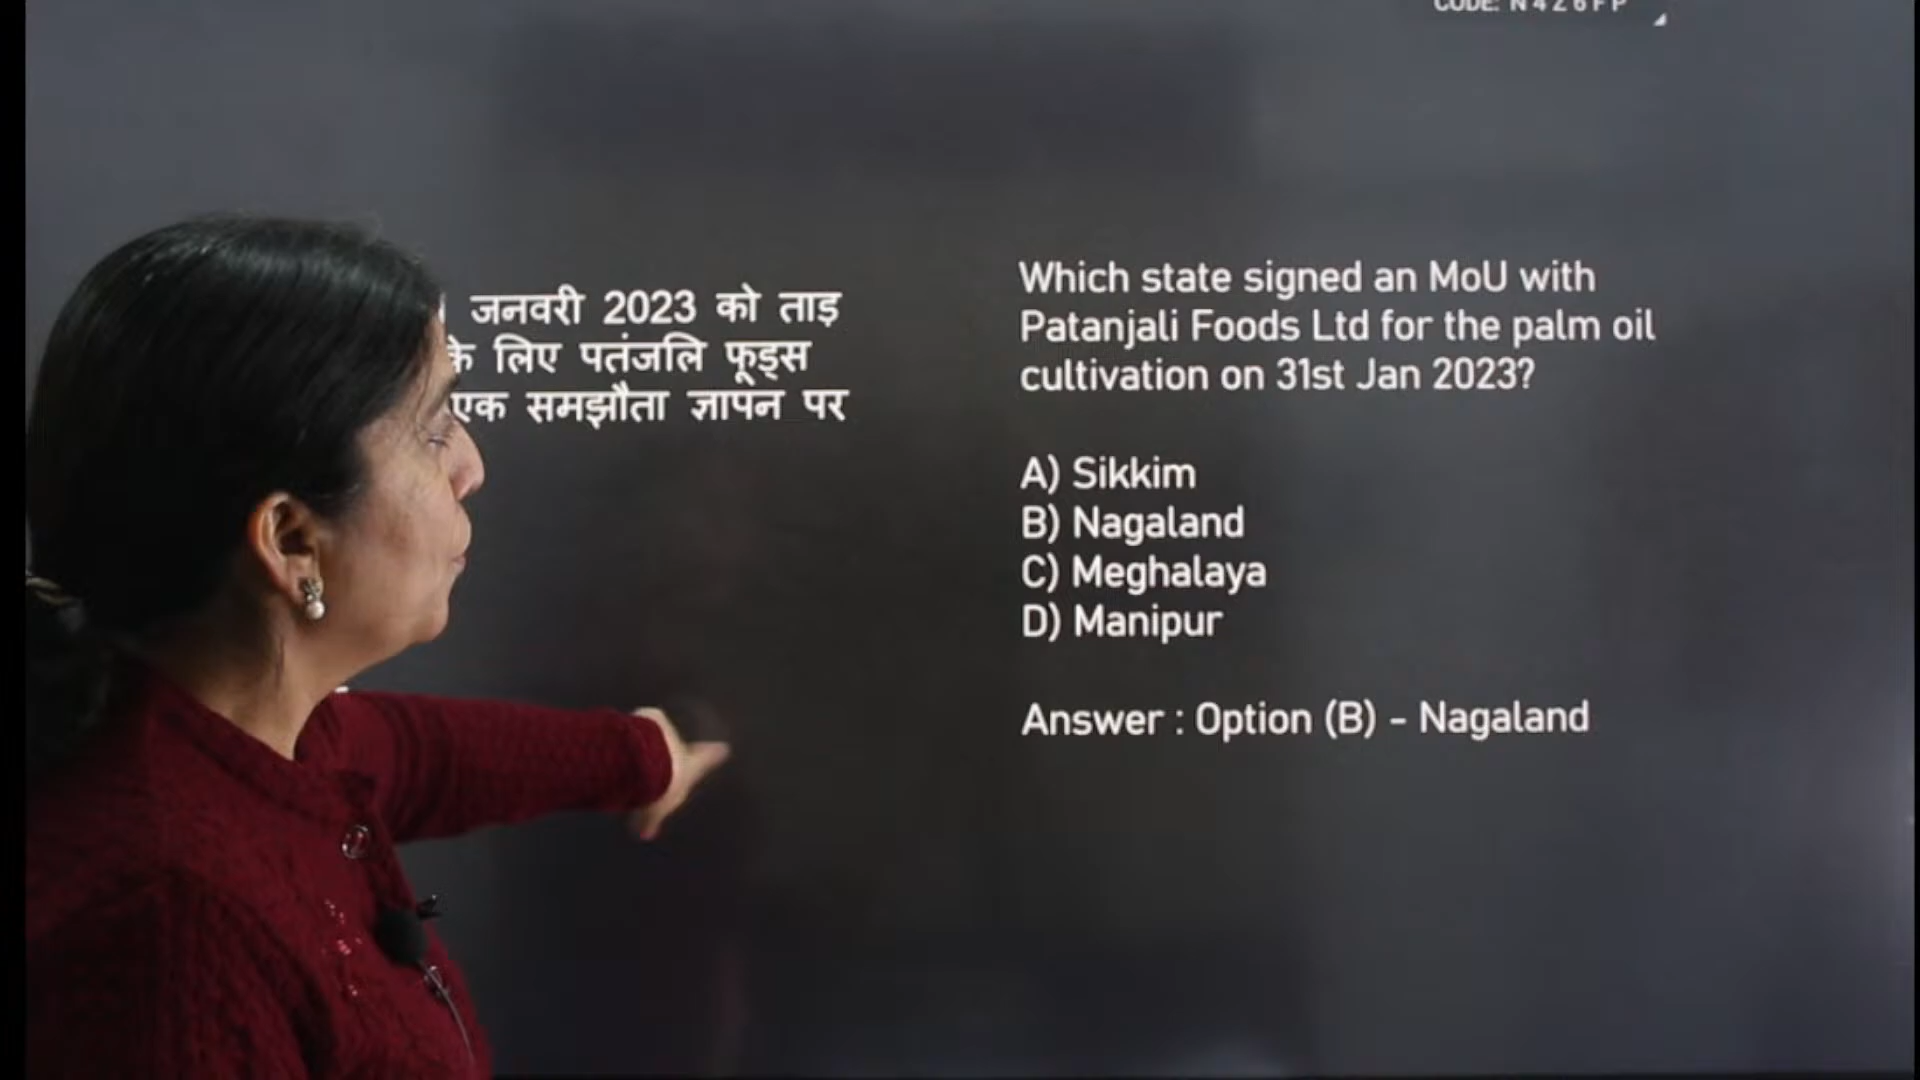 CODE: N4Z6FP
जनवरी 2023 को ताड़
के लिए पतंजलि फूड्स
एक समझौता ज्ञापन पर
Which state signed an MoU with
Patanjali Foods Ltd for the palm oil
cultivation on 31st Jan 2023?
A) Sikkim
B) Nagaland
C) Meghalaya
D) Manipur
Answer : Option (B) - Nagaland